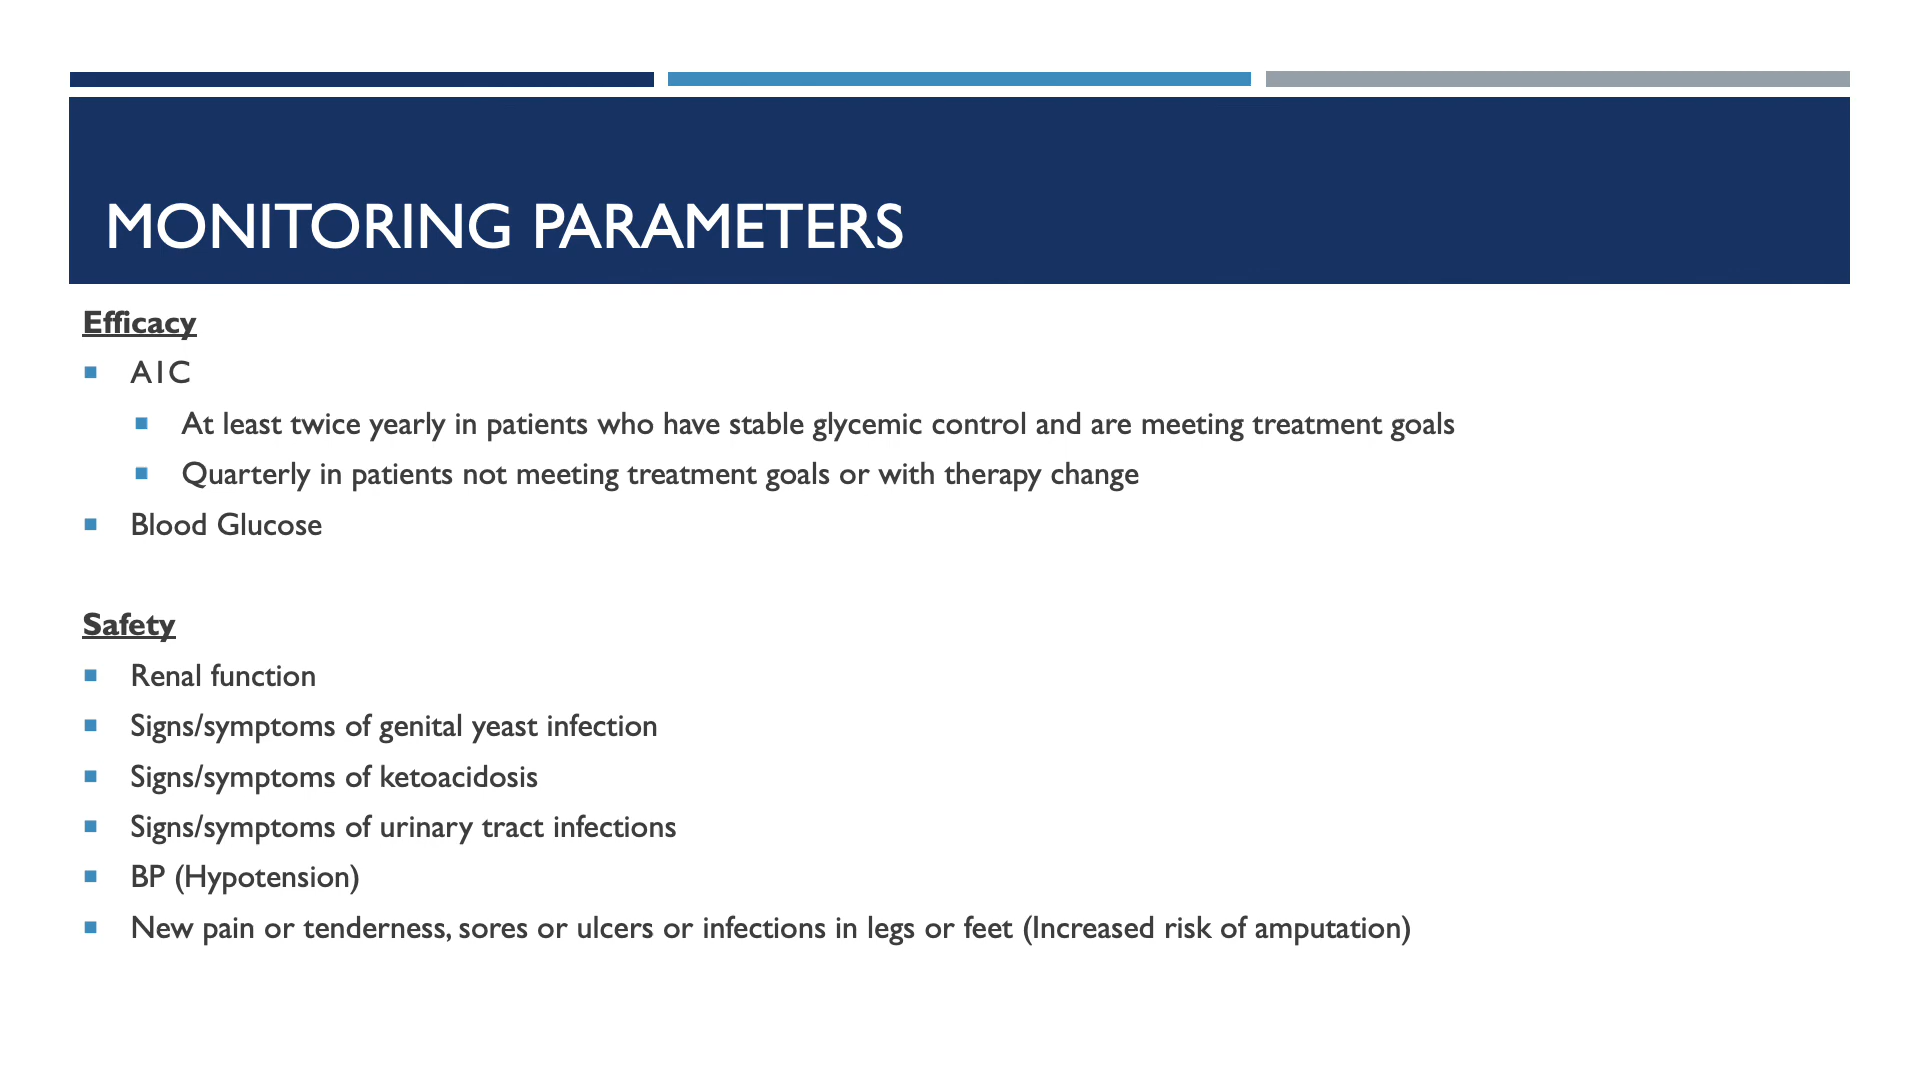 MONITORING PARAMETERS
Efficacy
A1C
At least twice yearly in patients who have stable glycemic control and are meeting treatment goals
Quarterly in patients not meeting treatment goals or with therapy change
Blood Glucose
Safety
Renal function
Signs/symptoms of genital yeast infection
Signs/symptoms of ketoacidosis
Signs/symptoms of urinary tract infections
BP (Hypotension)
New pain or tenderness, sores or ulcers or infections in legs or feet (Increased risk of amputation)